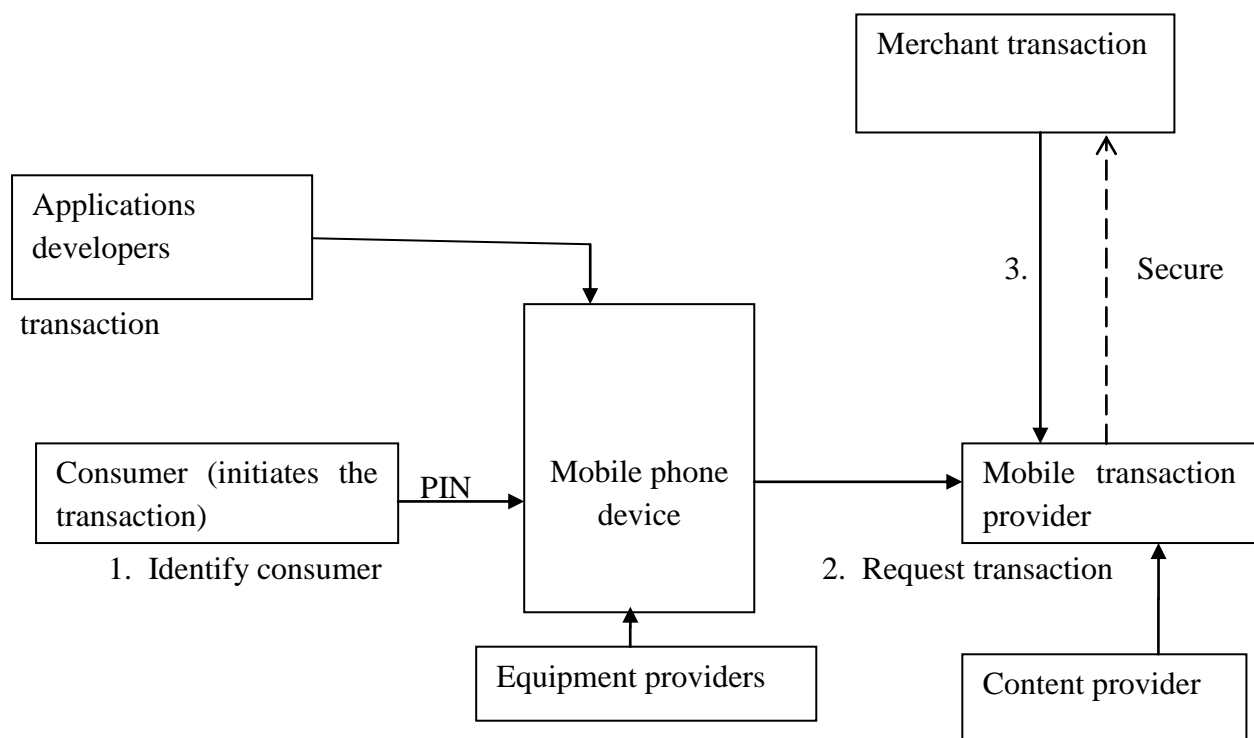 Merchant transaction
Applications
developers
3. Secure
transaction
Consumer (initiates the
transaction)
PIN
Mobile phone
device
Mobile transaction
provider
1. Identify consumer
2. Request transaction
Equipment providers
Content provider